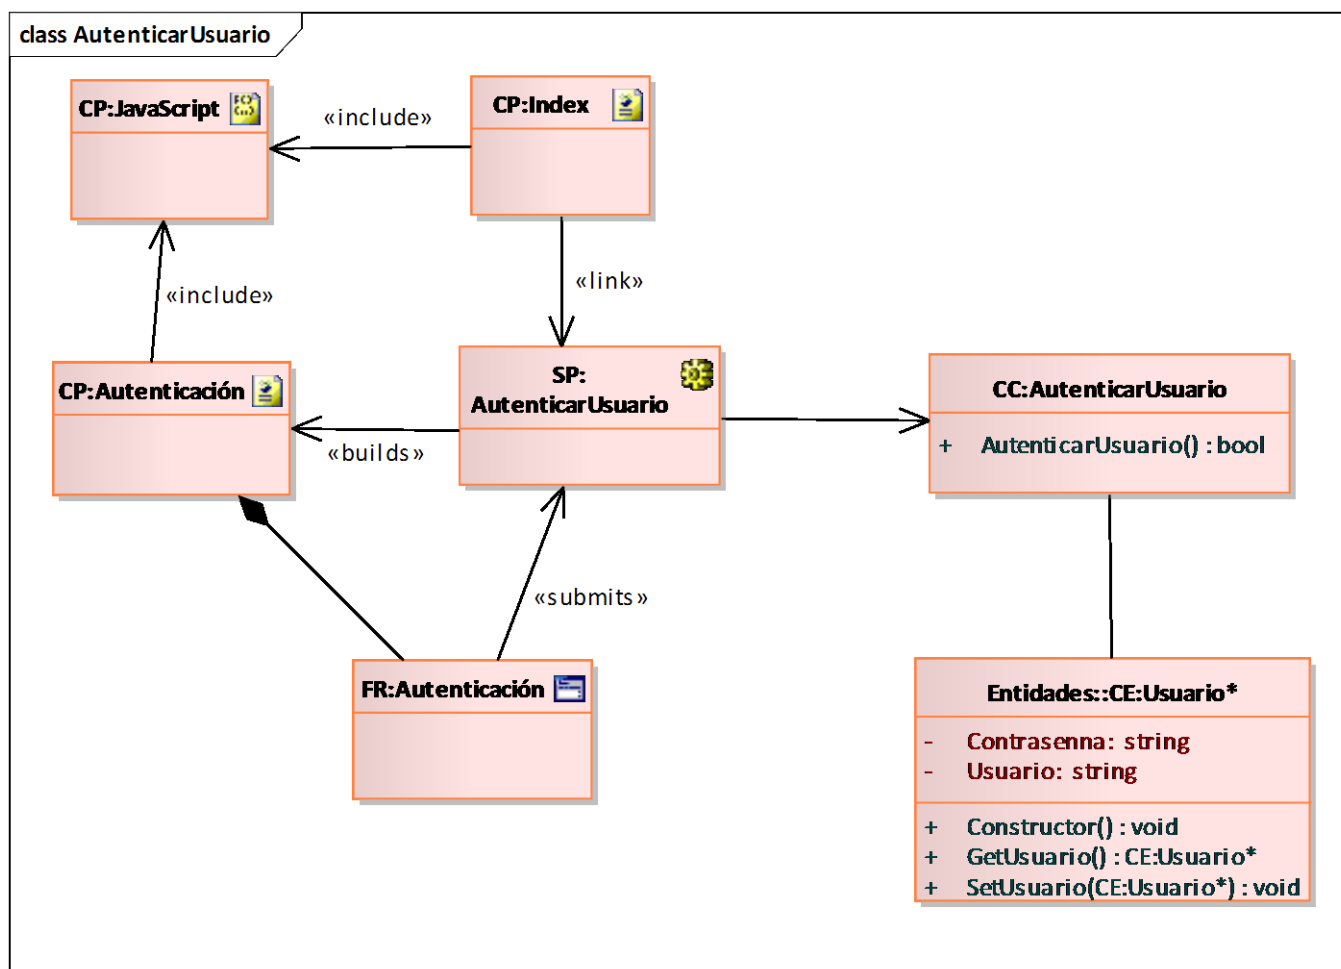 class AutenticarUsuario
CP:JavaScript
CP:Index
«include»
«include»
«link»
CP:Autenticación
SP:
AutenticarUsuario
CC:AutenticarUsuario
+ AutenticarUsuario() : bool
«builds»
«submits»
FR:Autenticación
Entidades::CE:Usuario*
- Contrasenna: string
- Usuario: string
+ Constructor() : void
+ GetUsuario() : CE:Usuario*
+ SetUsuario(CE:Usuario*) : void